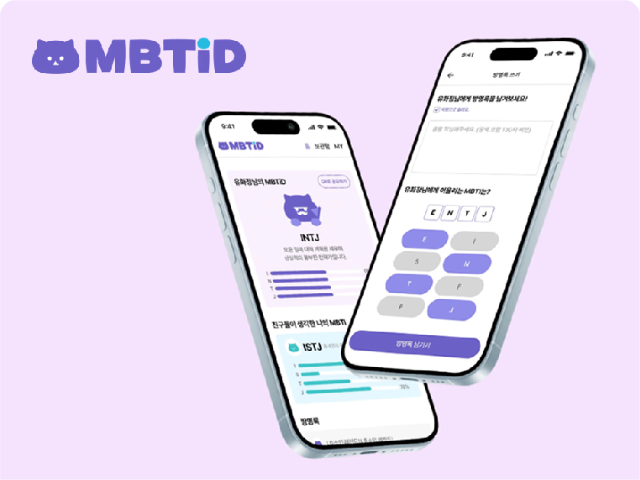 MBTiD
9:41
MBTiD
보관함 MY
유화정님의 MBTiD
INTJ
친구들이 생각한 나의 MBTI
ISTJ
방명록
9:41
방명록 쓰기
유화정님에게 방명록을 남겨보세요!
유화정님에게 어울리는 MBTI는?
E N T J
E I
S N
T F
P J
방명록 남기기